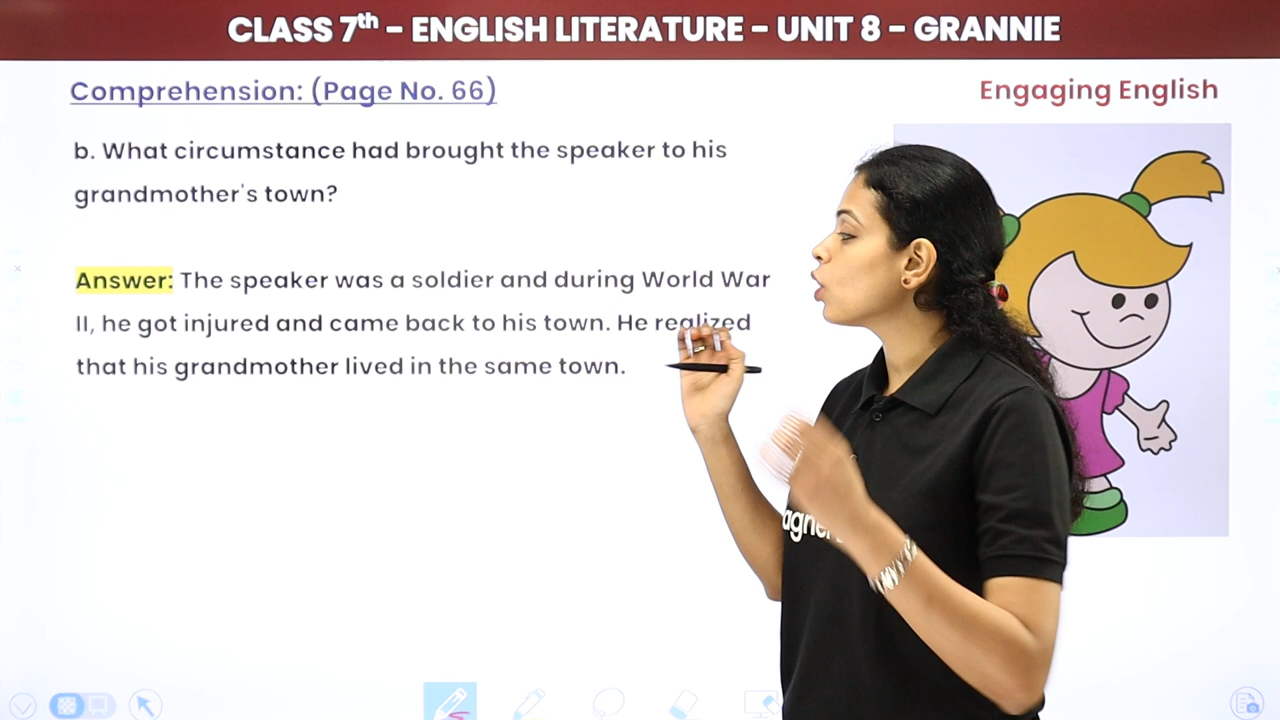 CLASS 7th - ENGLISH LITERATURE - UNIT 8 - GRANNIE
Comprehension: (Page No. 66)
Engaging English
b. What circumstance had brought the speaker to his
grandmother's town?
Answer: The speaker was a soldier and during World War
II, he got injured and came back to his town. He realized
that his grandmother lived in the same town.